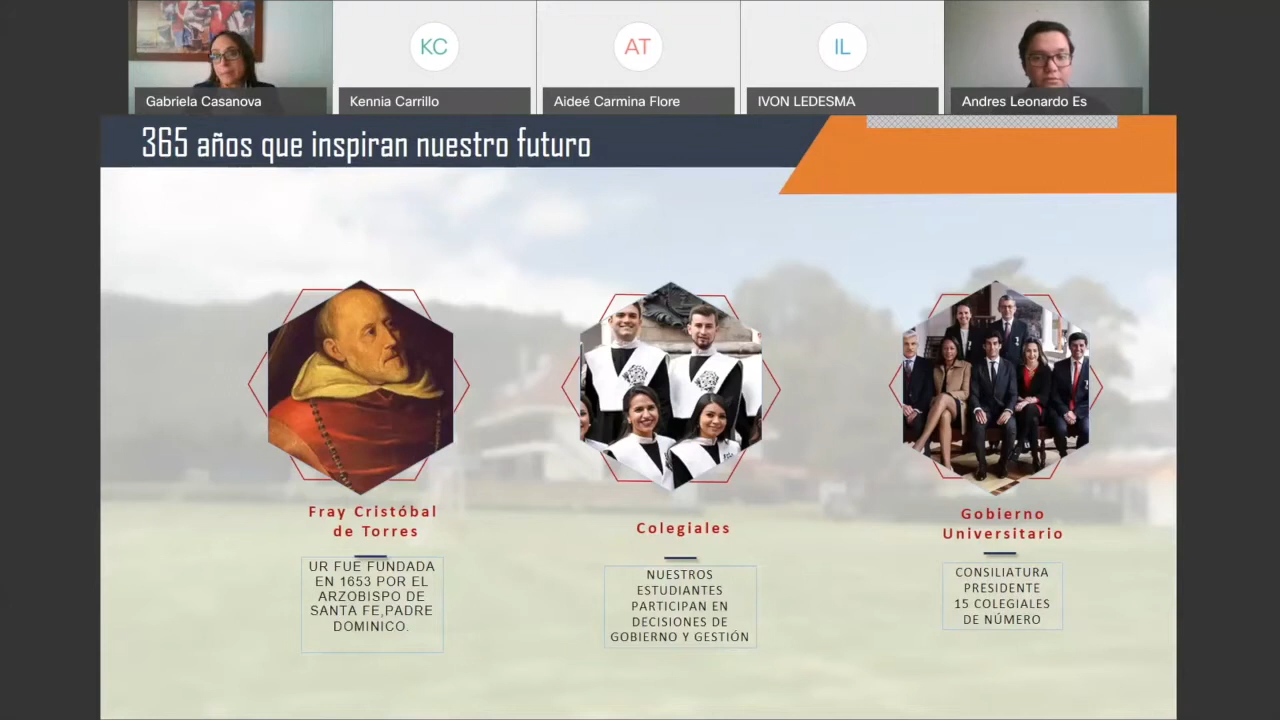 KC
AT
IL
Gabriela Casanova
Kennia Carrillo
Aideé Carmina Flore
IVON LEDESMA
Andres Leonardo Es
365 años que inspiran nuestro futuro
Fray Cristóbal
de Torres
UR FUE FUNDADA
EN 1653 POR EL
ARZOBISPO DE
SANTA FE,PADRE
DOMINICO.
Colegiales
NUESTROS
ESTUDIANTES
PARTICIPAN EN
DECISIONES DE
GOBIERNO Y GESTIÓN
Gobierno
Universitario
CONSILIATURA
PRESIDENTE
15 COLEGIALES
DE NÚMERO